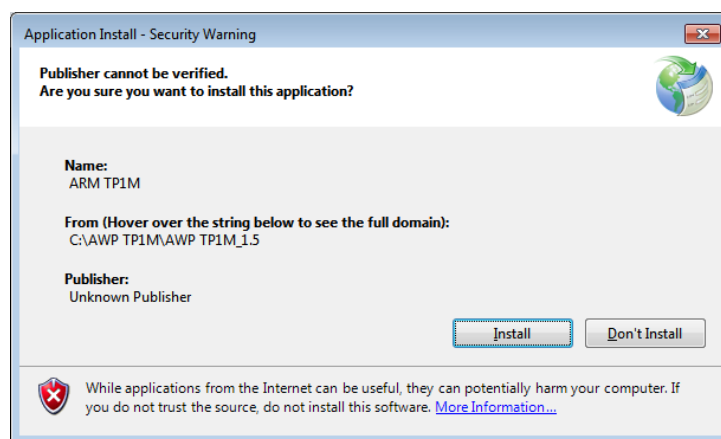 Application Install - Security Warning
Publisher cannot be verified.
Are you sure you want to install this application?
Name:
ARM TP1M
From (Hover over the string below to see the full domain):
C:\AWP TP1M\AWP TP1M_1.5
Publisher:
Unknown Publisher
Install
Don't Install
While applications from the Internet can be useful, they can potentially harm your computer. If
you do not trust the source, do not install this software. More Information...